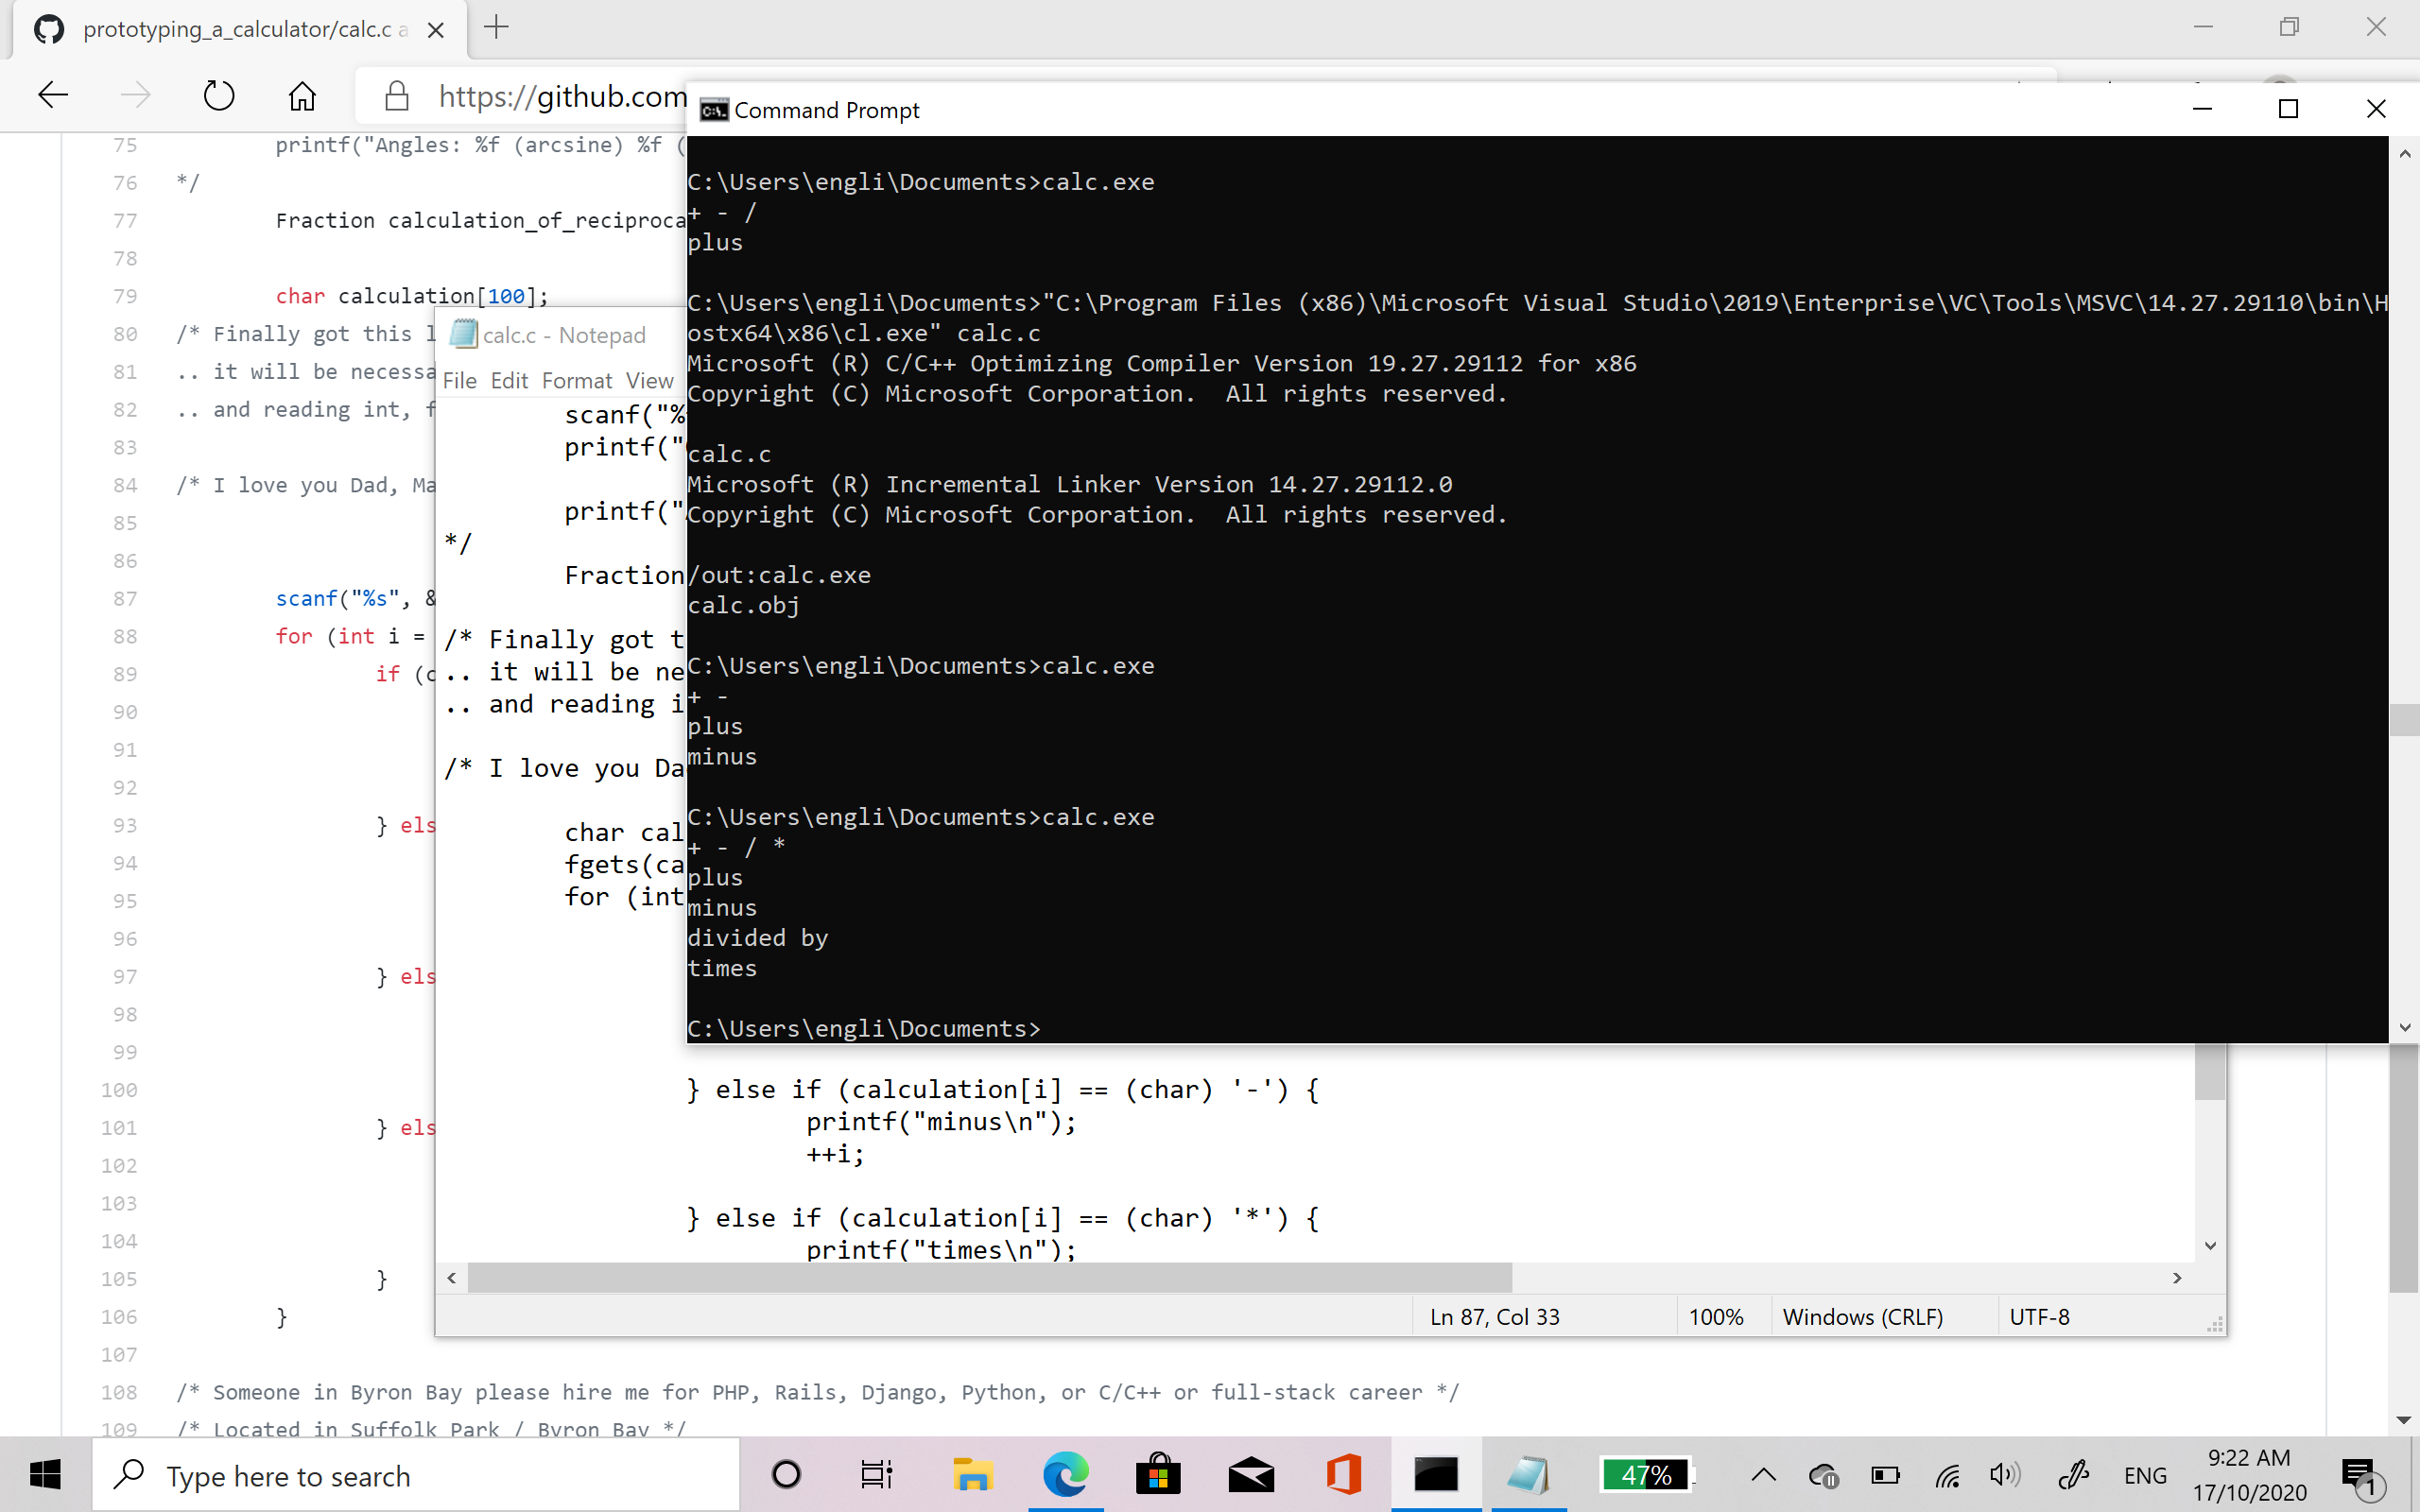 prototyping_a_calculator/calc.c a
https://github.com
75 printf("Angles: %f (arcsine) %f (
76 */
77 Fraction calculation_of_reciproca
78
79 char calculation[100];
80 /* Finally got this l
81 .. it will be necessa
82 .. and reading int, f
83
84 /* I love you Dad, Ma
85
86
87 scanf("%s", &
88 for (int i =
89 if (c
90
91
92
93 } els
94
95
96
97 } els
98
99
100
101 } els
102
103
104
105 }
106 }
107
108 /* Someone in Byron Bay please hire me for PHP, Rails, Django, Python, or C/C++ or full-stack career */
109 /* Located in Suffolk Park / Byron Bay */
calc.c - Notepad
File Edit Format View
scanf("%
printf("
printf("
*/
Fraction
/* Finally got t
.. it will be ne
.. and reading i
/* I love you Da
char cal
fgets(ca
for (int
} else if (calculation[i] == (char) '-') {
printf("minus\n");
++i;
} else if (calculation[i] == (char) '*') {
printf("times\n");
Ln 87, Col 33 100% Windows (CRLF) UTF-8
Command Prompt
C:\Users\engli\Documents>calc.exe
+ - /
plus
C:\Users\engli\Documents>"C:\Program Files (x86)\Microsoft Visual Studio\2019\Enterprise\VC\Tools\MSVC\14.27.29110\bin\H
ostx64\x86\cl.exe" calc.c
Microsoft (R) C/C++ Optimizing Compiler Version 19.27.29112 for x86
Copyright (C) Microsoft Corporation.  All rights reserved.
calc.c
Microsoft (R) Incremental Linker Version 14.27.29112.0
Copyright (C) Microsoft Corporation.  All rights reserved.
/out:calc.exe
calc.obj
C:\Users\engli\Documents>calc.exe
+ -
plus
minus
C:\Users\engli\Documents>calc.exe
+ - / *
plus
minus
divided by
times
C:\Users\engli\Documents>
Type here to search
47%
ENG
9:22 AM
17/10/2020
1